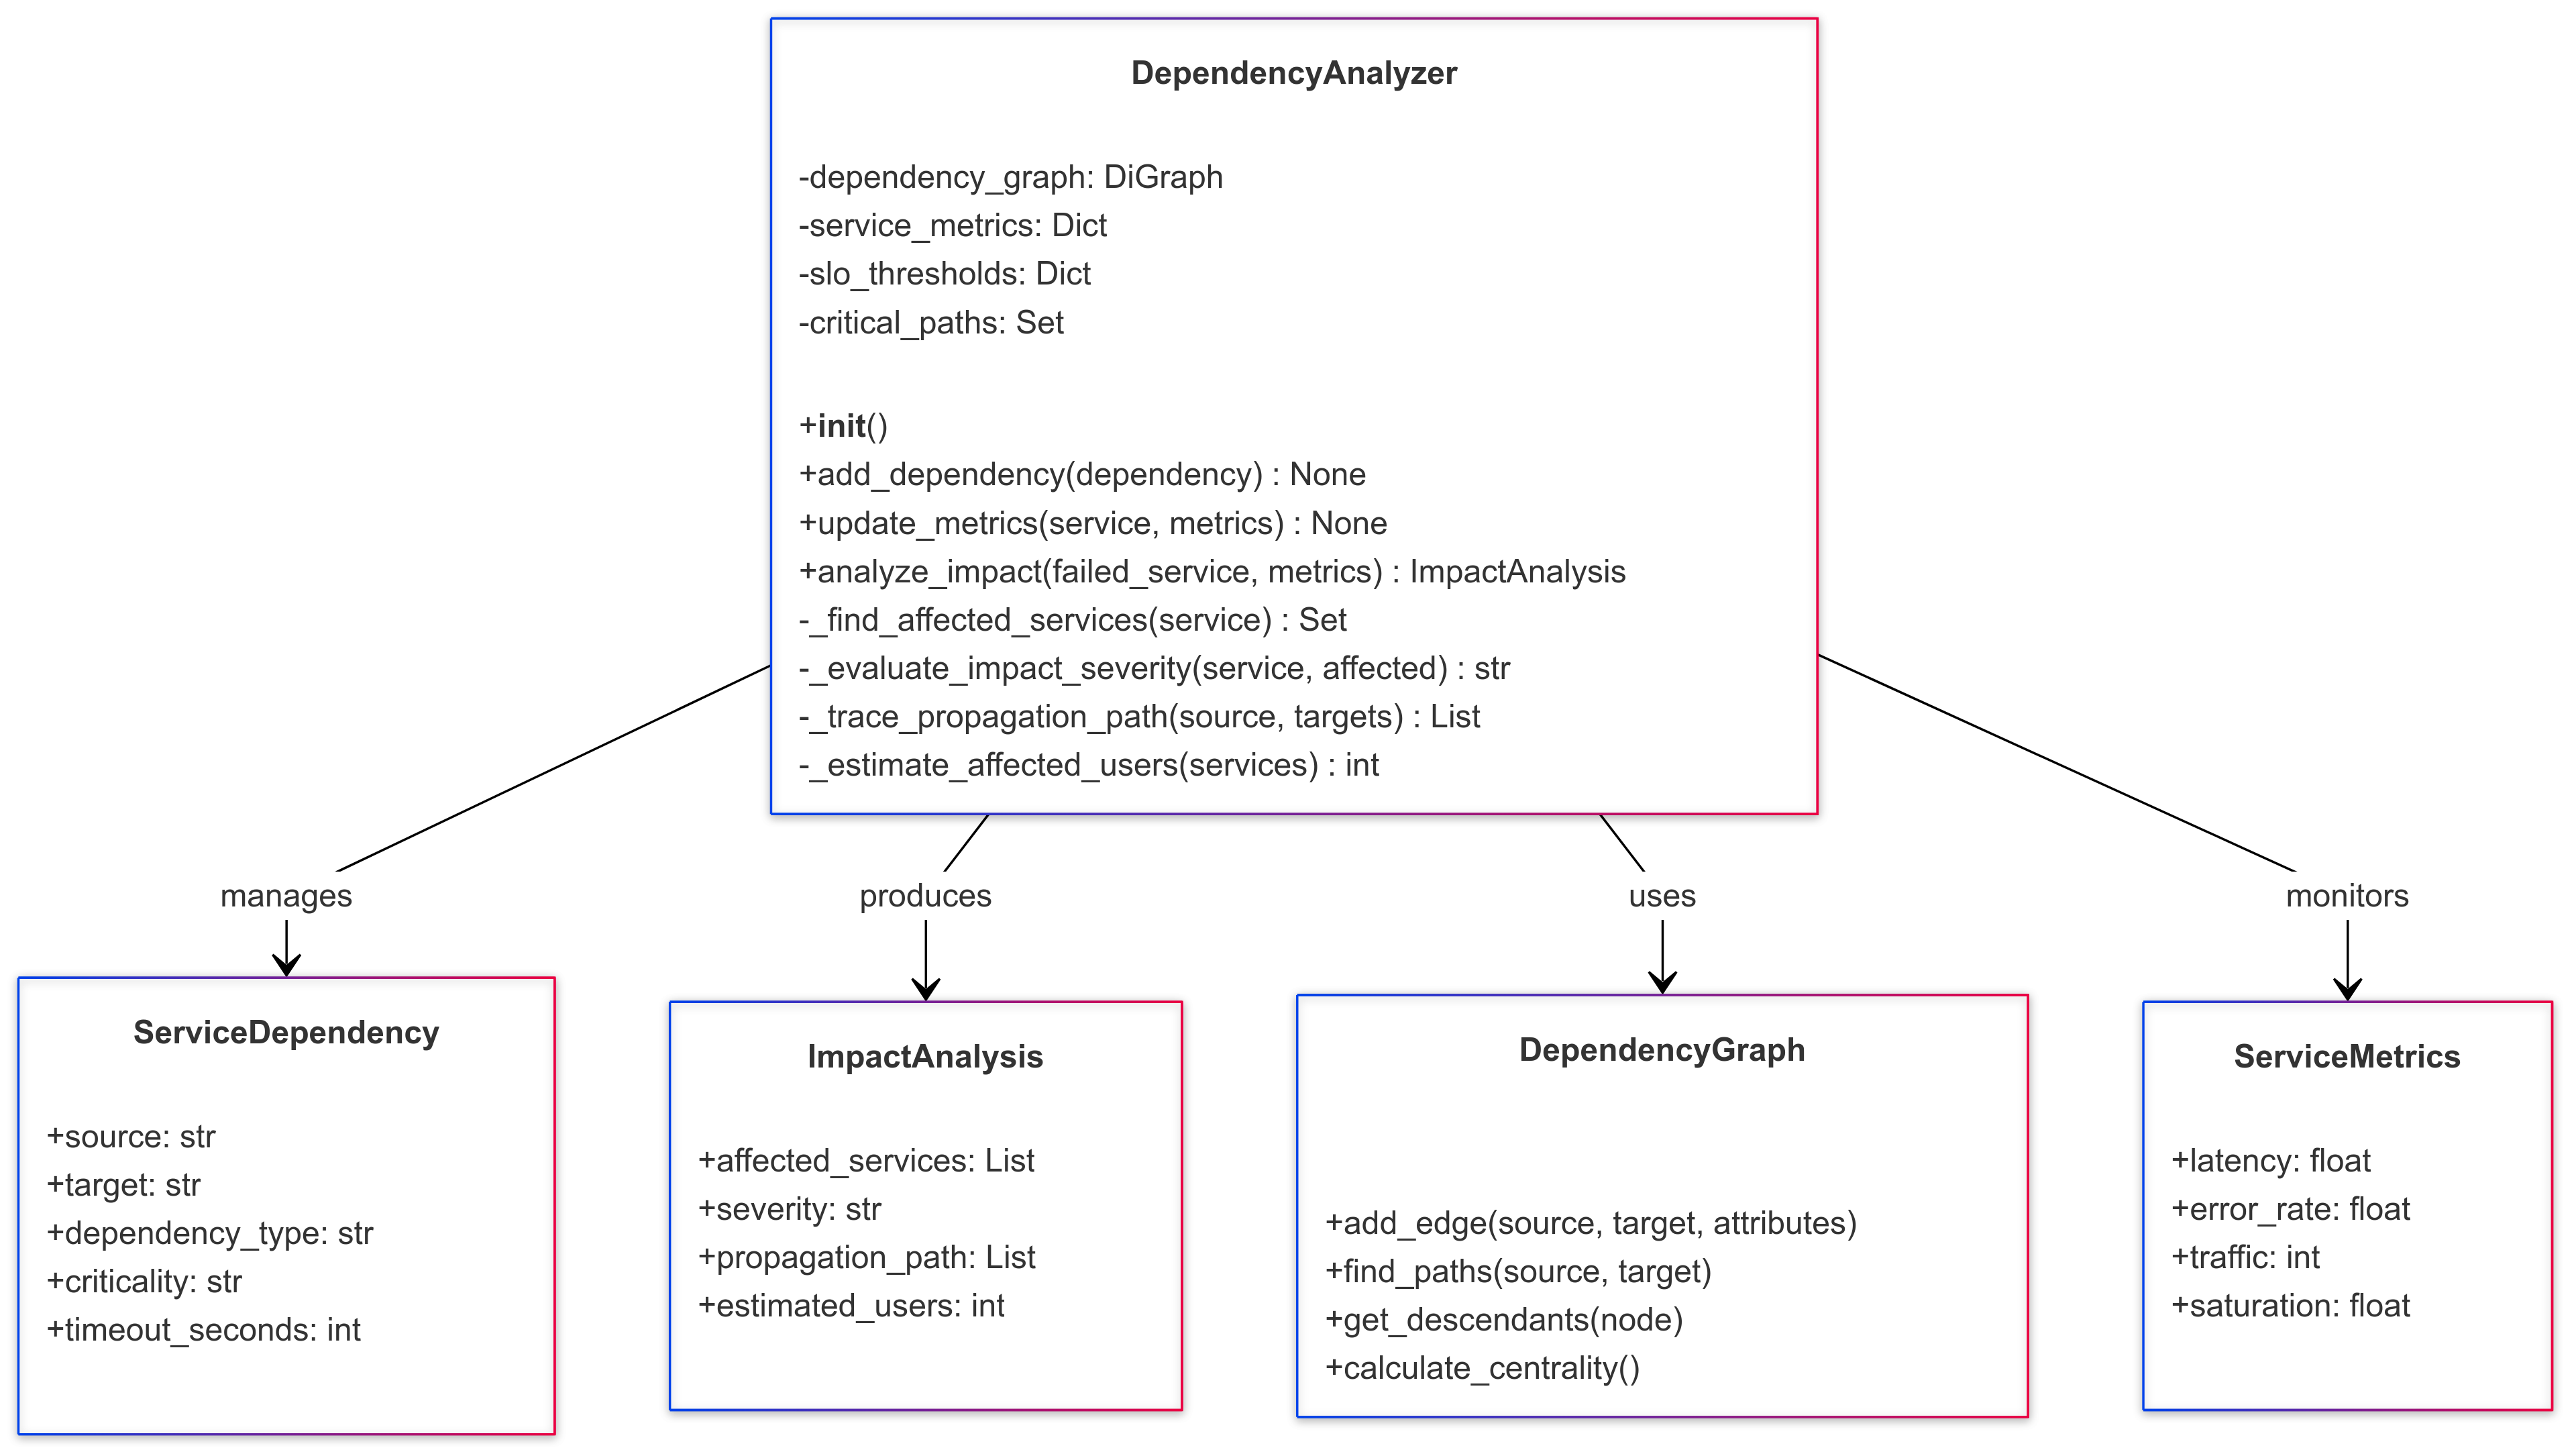 DependencyAnalyzer
-dependency_graph: DiGraph
-service_metrics: Dict
-slo_thresholds: Dict
-critical_paths: Set
+init()
+add_dependency(dependency) : None
+update_metrics(service, metrics) : None
+analyze_impact(failed_service, metrics) : ImpactAnalysis
-_find_affected_services(service) : Set
-_evaluate_impact_severity(service, affected) : str
-_trace_propagation_path(source, targets) : List
-_estimate_affected_users(services) : int
manages
produces
uses
monitors
ServiceDependency
+source: str
+target: str
+dependency_type: str
+criticality: str
+timeout_seconds: int
ImpactAnalysis
+affected_services: List
+severity: str
+propagation_path: List
+estimated_users: int
DependencyGraph
+add_edge(source, target, attributes)
+find_paths(source, target)
+get_descendants(node)
+calculate_centrality()
ServiceMetrics
+latency: float
+error_rate: float
+traffic: int
+saturation: float